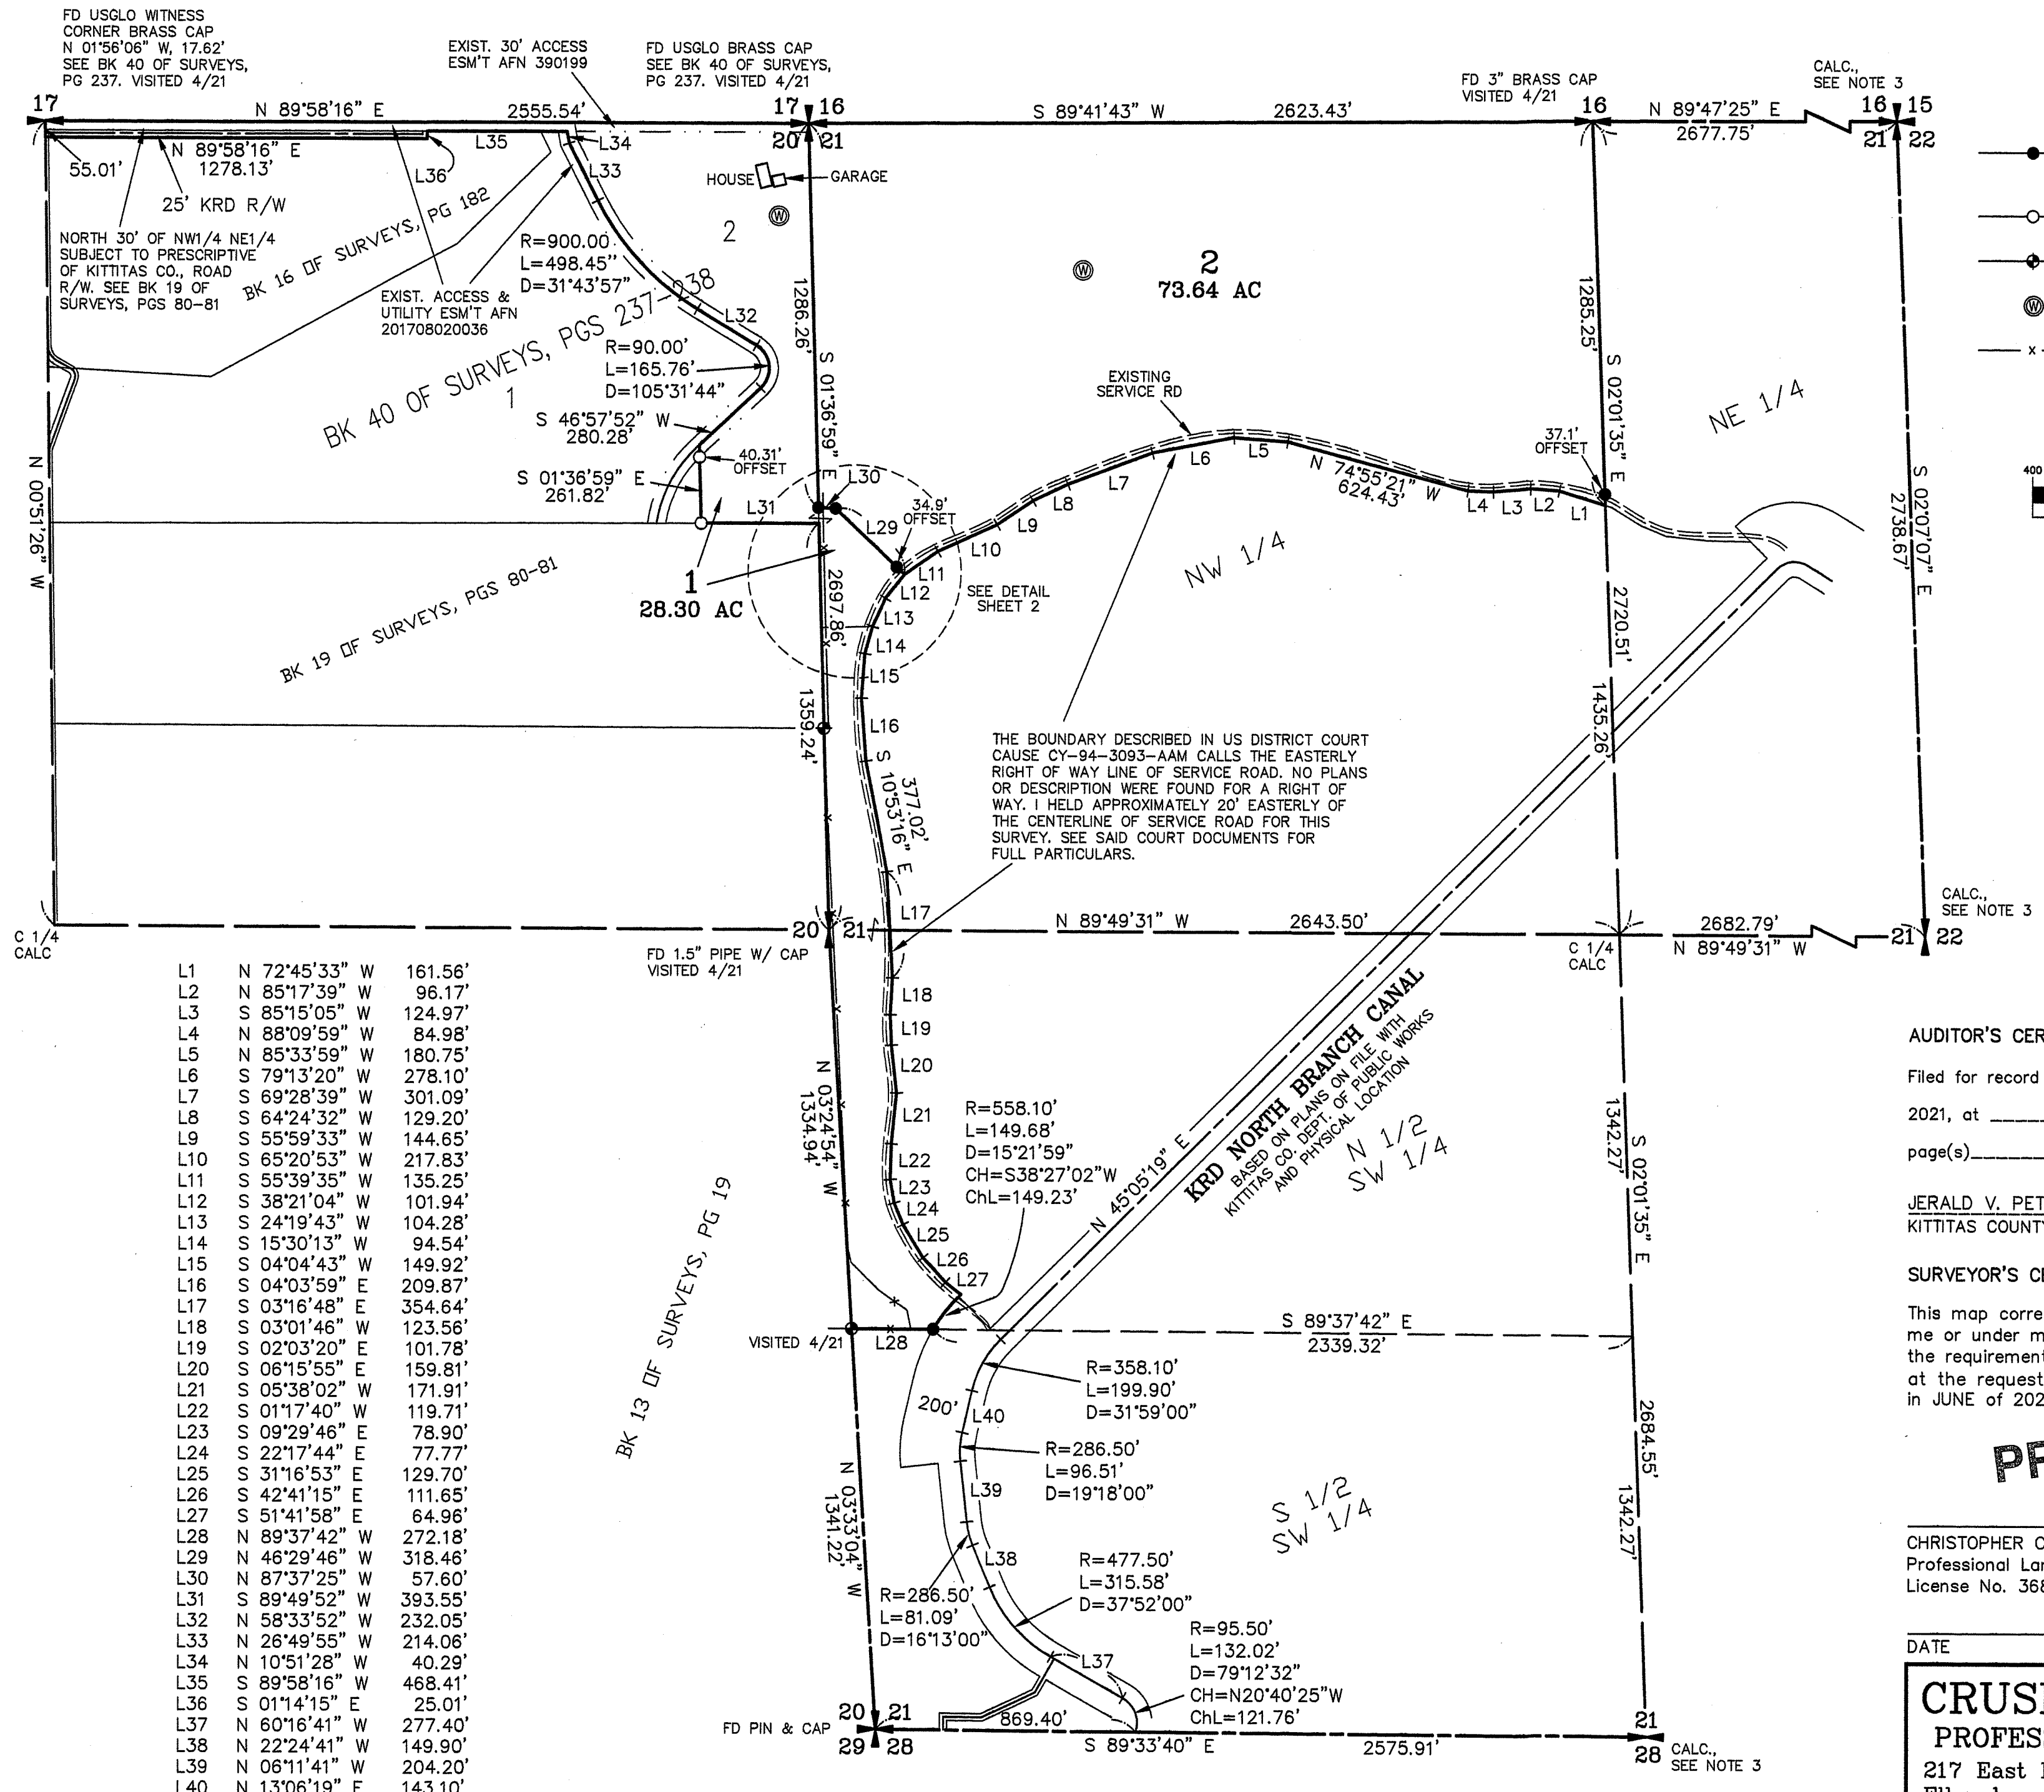 FD USGLO WITNESS
CORNER BRASS CAP
N 01°56'06" W, 17.62'
SEE BK 40 OF SURVEYS,
PG 237. VISITED 4/21
EXIST. 30' ACCESS
ESM'T AFN 390199
FD USGLO BRASS CAP
SEE BK 40 OF SURVEYS,
PG 237. VISITED 4/21
FD 3" BRASS CAP
VISITED 4/21
CALC.,
SEE NOTE 3
17
N 89°58'16" E
2555.54'
17
16
20
21
S 89°41'43" W
2623.43'
16
N 89°47'25" E
2677.75'
16
15
21
22
55.01'
N 89°58'16" E
1278.13'
L36
L35
L34
L33
25' KRD R/W
NORTH 30' OF NW1/4 NE1/4
SUBJECT TO PRESCRIPTIVE
OF KITTITAS CO., ROAD
R/W. SEE BK 19 OF
SURVEYS, PGS 80-81
BK 16 OF SURVEYS, PG 182
EXIST. ACCESS &
UTILITY ESM'T AFN
201708020036
HOUSE
GARAGE
W
2
R=900.00
L=498.45"
D=31°43'57"
BK 40 OF SURVEYS, PGS 237-238
1
L32
R=90.00'
L=165.76'
D=105°31'44"
S 46°57'52" W
280.28'
40.31'
OFFSET
S 01°36'59" E
261.82'
L31
1286.26'
S 01°36'59" E
W
2
73.64 AC
1285.25'
S 02°01'35" E
W
x
400
NE 1/4
EXISTING
SERVICE RD
37.1'
OFFSET
L30
L29
34.9'
OFFSET
L6
L5
N 74°55'21" W
624.43'
L4
L3
L2
L1
L7
L8
L9
L10
L11
L12
L13
L14
L15
L16
N 00°51'26" W
S 02°07'07" E
2738.67'
1
28.30 AC
BK 19 OF SURVEYS, PGS 80-81
2697.86'
SEE DETAIL
SHEET 2
NW 1/4
2720.51'
1359.24'
1435.26'
THE BOUNDARY DESCRIBED IN US DISTRICT COURT
CAUSE CY-94-3093-AAM CALLS THE EASTERLY
RIGHT OF WAY LINE OF SERVICE ROAD. NO PLANS
OR DESCRIPTION WERE FOUND FOR A RIGHT OF
WAY. I HELD APPROXIMATELY 20' EASTERLY OF
THE CENTERLINE OF SERVICE ROAD FOR THIS
SURVEY. SEE SAID COURT DOCUMENTS FOR
FULL PARTICULARS.
377.02'
S 10°53'16" E
L17
C 1/4
CALC
20
21
FD 1.5" PIPE W/ CAP
VISITED 4/21
N 89°49'31" W
2643.50'
C 1/4
CALC
2682.79'
N 89°49'31" W
21
22
CALC.,
SEE NOTE 3
L1 N 72°45'33" W 161.56'
L2 N 85°17'39" W 96.17'
L3 S 85°15'05" W 124.97'
L4 N 88°09'59" W 84.98'
L5 N 85°33'59" W 180.75'
L6 S 79°13'20" W 278.10'
L7 S 69°28'39" W 301.09'
L8 S 64°24'32" W 129.20'
L9 S 55°59'33" W 144.65'
L10 S 65°20'53" W 217.83'
L11 S 55°39'35" W 135.25'
L12 S 38°21'04" W 101.94'
L13 S 24°19'43" W 104.28'
L14 S 15°30'13" W 94.54'
L15 S 04°04'43" W 149.92'
L16 S 04°03'59" E 209.87'
L17 S 03°16'48" E 354.64'
L18 S 03°01'46" W 123.56'
L19 S 02°03'20" E 101.78'
L20 S 06°15'55" E 159.81'
L21 S 05°38'02" W 171.91'
L22 S 01°17'40" W 119.71'
L23 S 09°29'46" E 78.90'
L24 S 22°17'44" E 77.77'
L25 S 31°16'53" E 129.70'
L26 S 42°41'15" E 111.65'
L27 S 51°41'58" E 64.96'
L28 N 89°37'42" W 272.18'
L29 N 46°29'46" W 318.46'
L30 N 87°37'25" W 57.60'
L31 S 89°49'52" W 393.55'
L32 N 58°33'52" W 232.05'
L33 N 26°49'55" W 214.06'
L34 N 10°51'28" W 40.29'
L35 S 89°58'16" W 468.41'
L36 S 01°14'15" E 25.01'
L37 N 60°16'41" W 277.40'
L38 N 22°24'41" W 149.90'
L39 N 06°11'41" W 204.20'
L40 N 13°06'19" E 143.10'
L18
L19
L20
L21
L22
L23
L24
L25
L26
L27
L28
N 03°24'54" W
1334.94'
R=558.10'
L=149.68'
D=15°21'59"
CH=S38°27'02"W
ChL=149.23'
N 45°05'19" E
KRD NORTH BRANCH CANAL
BASED ON PLANS ON FILE WITH
KITTITAS CO. DEPT. OF PUBLIC WORKS
AND PHYSICAL LOCATION
N 1/2
SW 1/4
1342.27'
S 02°01'35" E
BK 13 OF SURVEYS, PG 19
VISITED 4/21
S 89°37'42" E
2339.32'
R=358.10'
L=199.90'
D=31°59'00"
200'
L40
R=286.50'
L=96.51'
D=19°18'00"
L39
L38
S 1/2
SW 1/4
2684.55'
1342.27'
N 03°33'04" W
1341.22'
R=286.50'
L=81.09'
D=16°13'00"
R=477.50'
L=315.58'
D=37°52'00"
L37
R=95.50'
L=132.02'
D=79°12'32"
CH=N20°40'25"W
ChL=121.76'
FD PIN & CAP
20
21
29
28
869.40'
S 89°33'40" E
2575.91'
21
28
CALC.,
SEE NOTE 3
AUDITOR'S CER
Filed for record
2021, at
page(s)
JERALD V. PET
KITTITAS COUNTY
SURVEYOR'S CE
This map corre
me or under m
the requirement
at the request
in JUNE of 202
PR
CHRISTOPHER C
Professional Lan
License No. 368
DATE
CRUSE
PROFESS
217 East